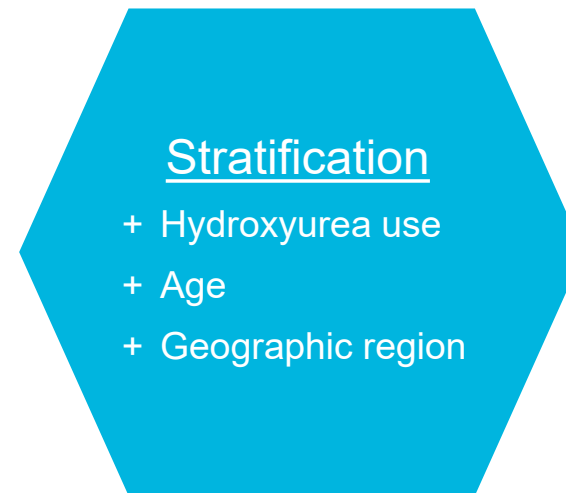 Stratification
+ Hydroxyurea use
+ Age
+ Geographic region